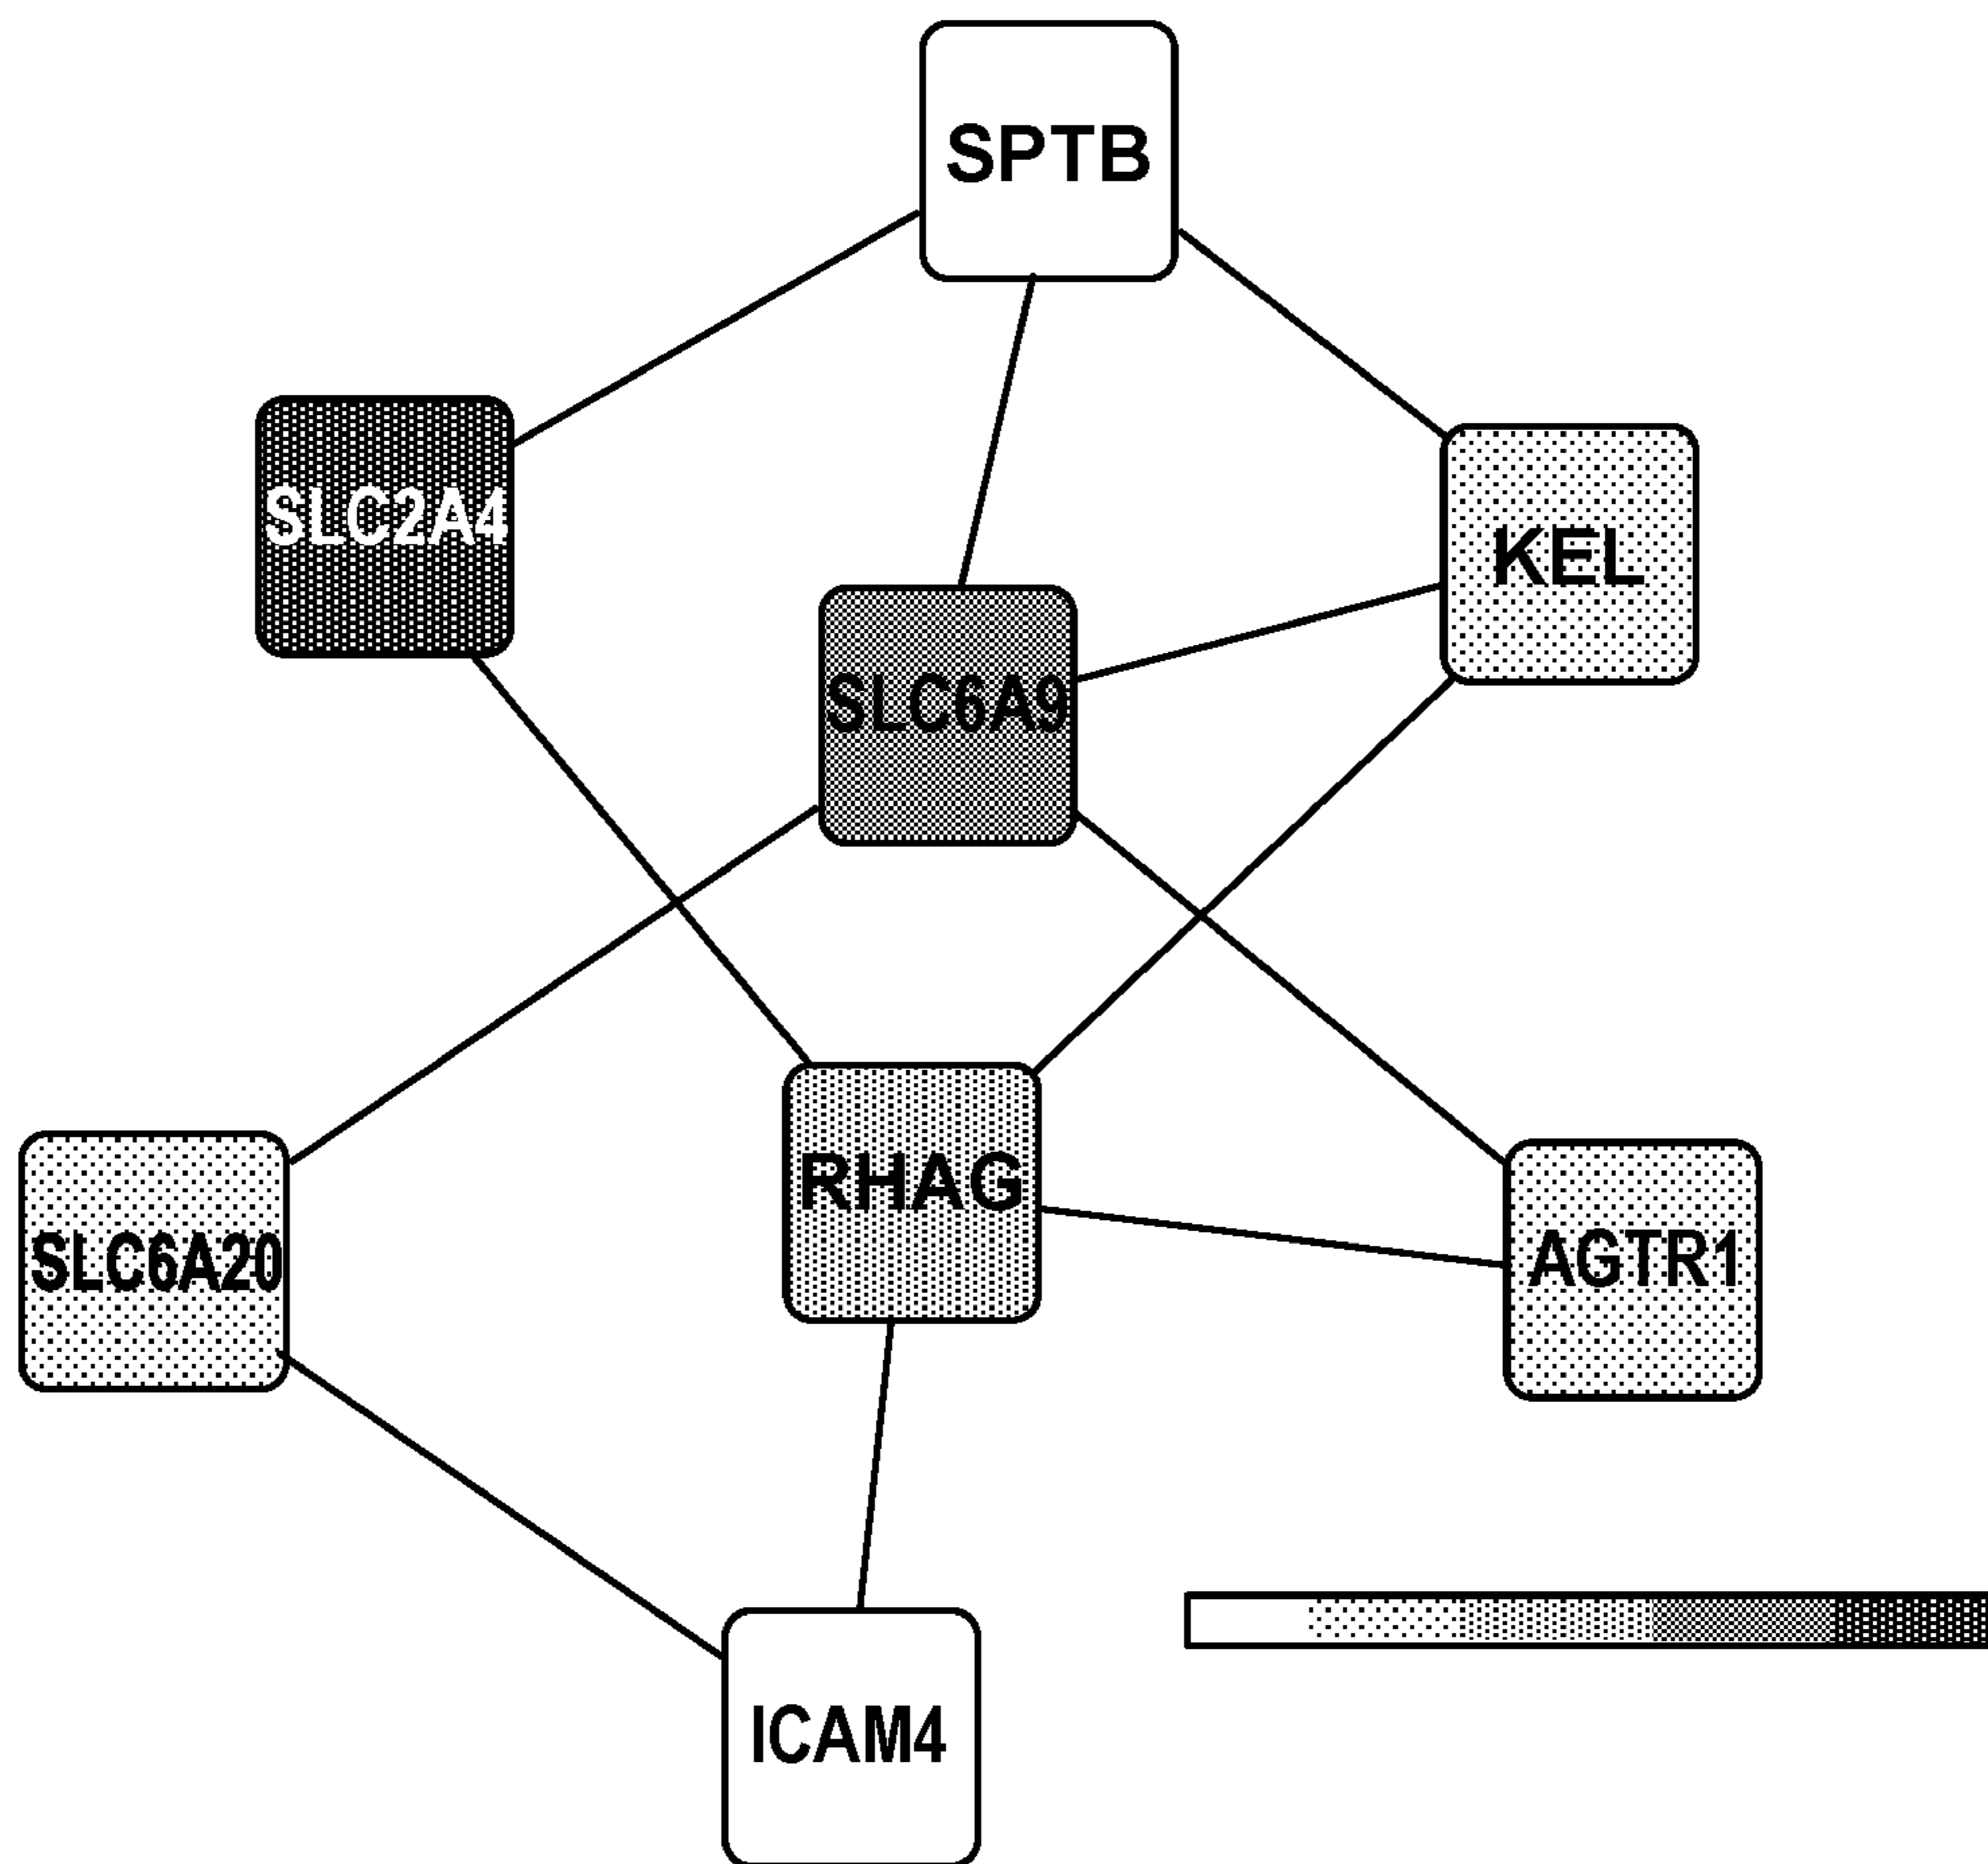 SPTB
SLC2A4
KEL
SLC6A9
RHAG
SLC6A20
AGTR1
ICAM4